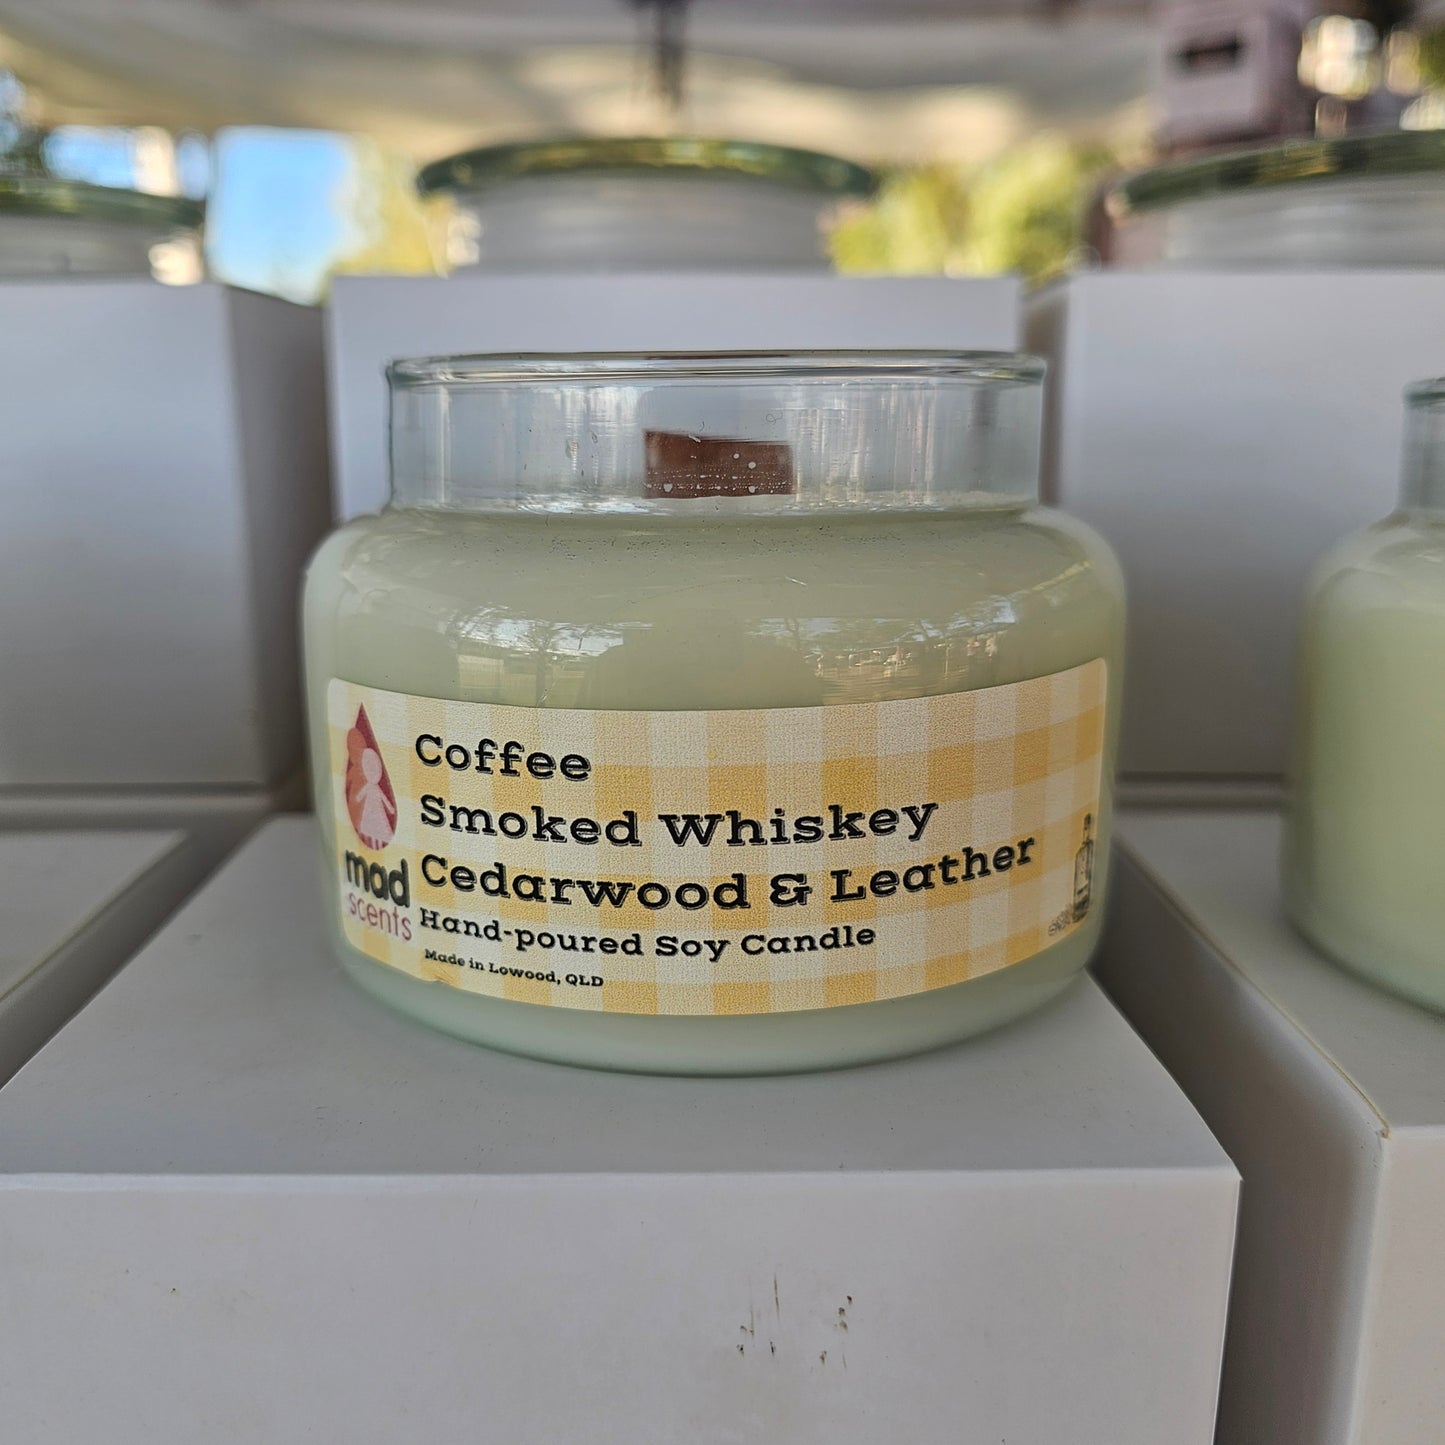 Coffee
Smoked Whiskey
Cedarwood & Leather
Hand-poured Soy Candle
Made in Lowood, QLD
mad
scents